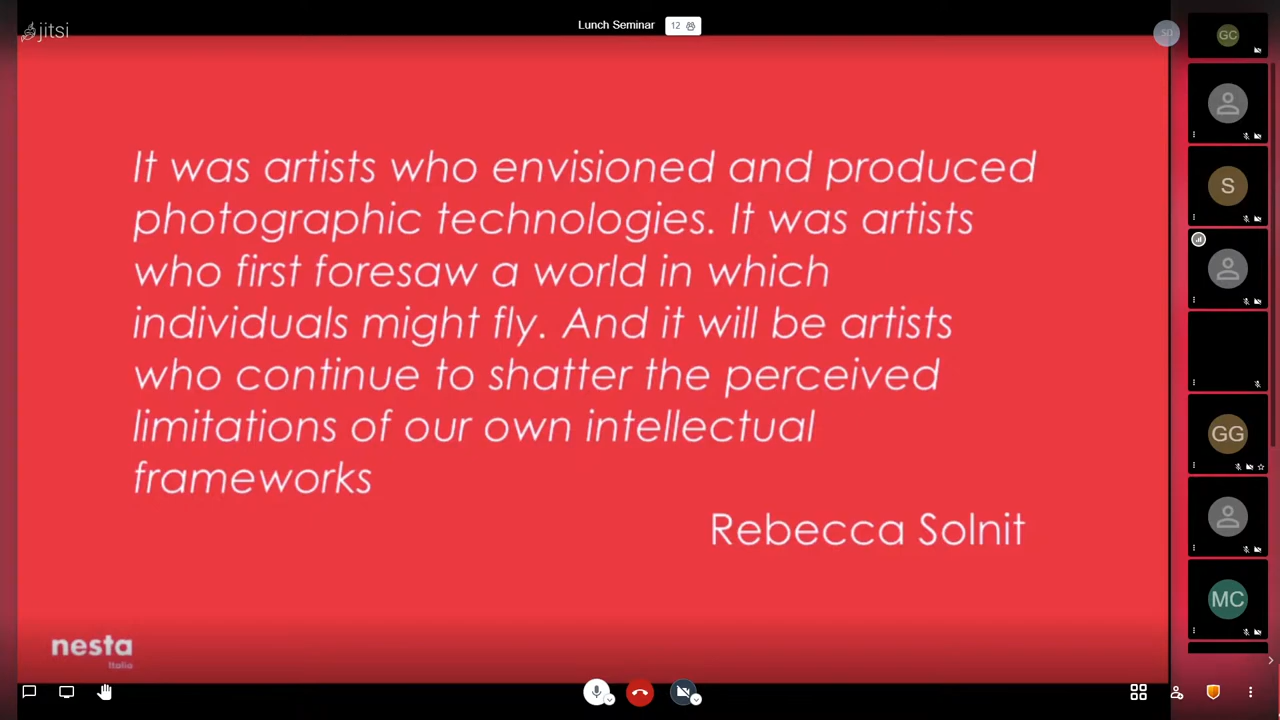 jitsi
Lunch Seminar 12
SD
GC
It was artists who envisioned and produced
photographic technologies. It was artists
who first foresaw a world in which
individuals might fly. And it will be artists
who continue to shatter the perceived
limitations of our own intellectual
frameworks
Rebecca Solnit
nesta
Italia
S
GG
MC